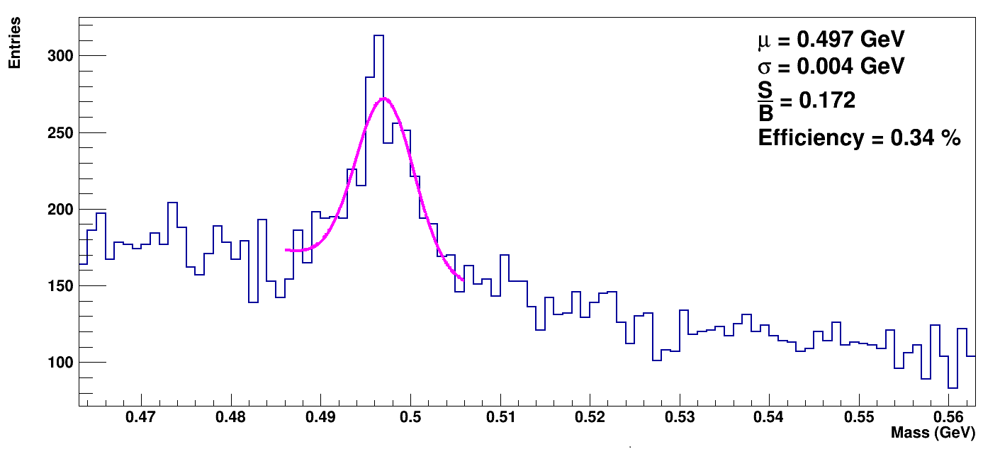 Entries
μ = 0.497 GeV
σ = 0.004 GeV
S
B
= 0.172
Efficiency = 0.34 %
300
250
200
150
100
0.47 0.48 0.49 0.5 0.51 0.52 0.53 0.54 0.55 0.56
Mass (GeV)